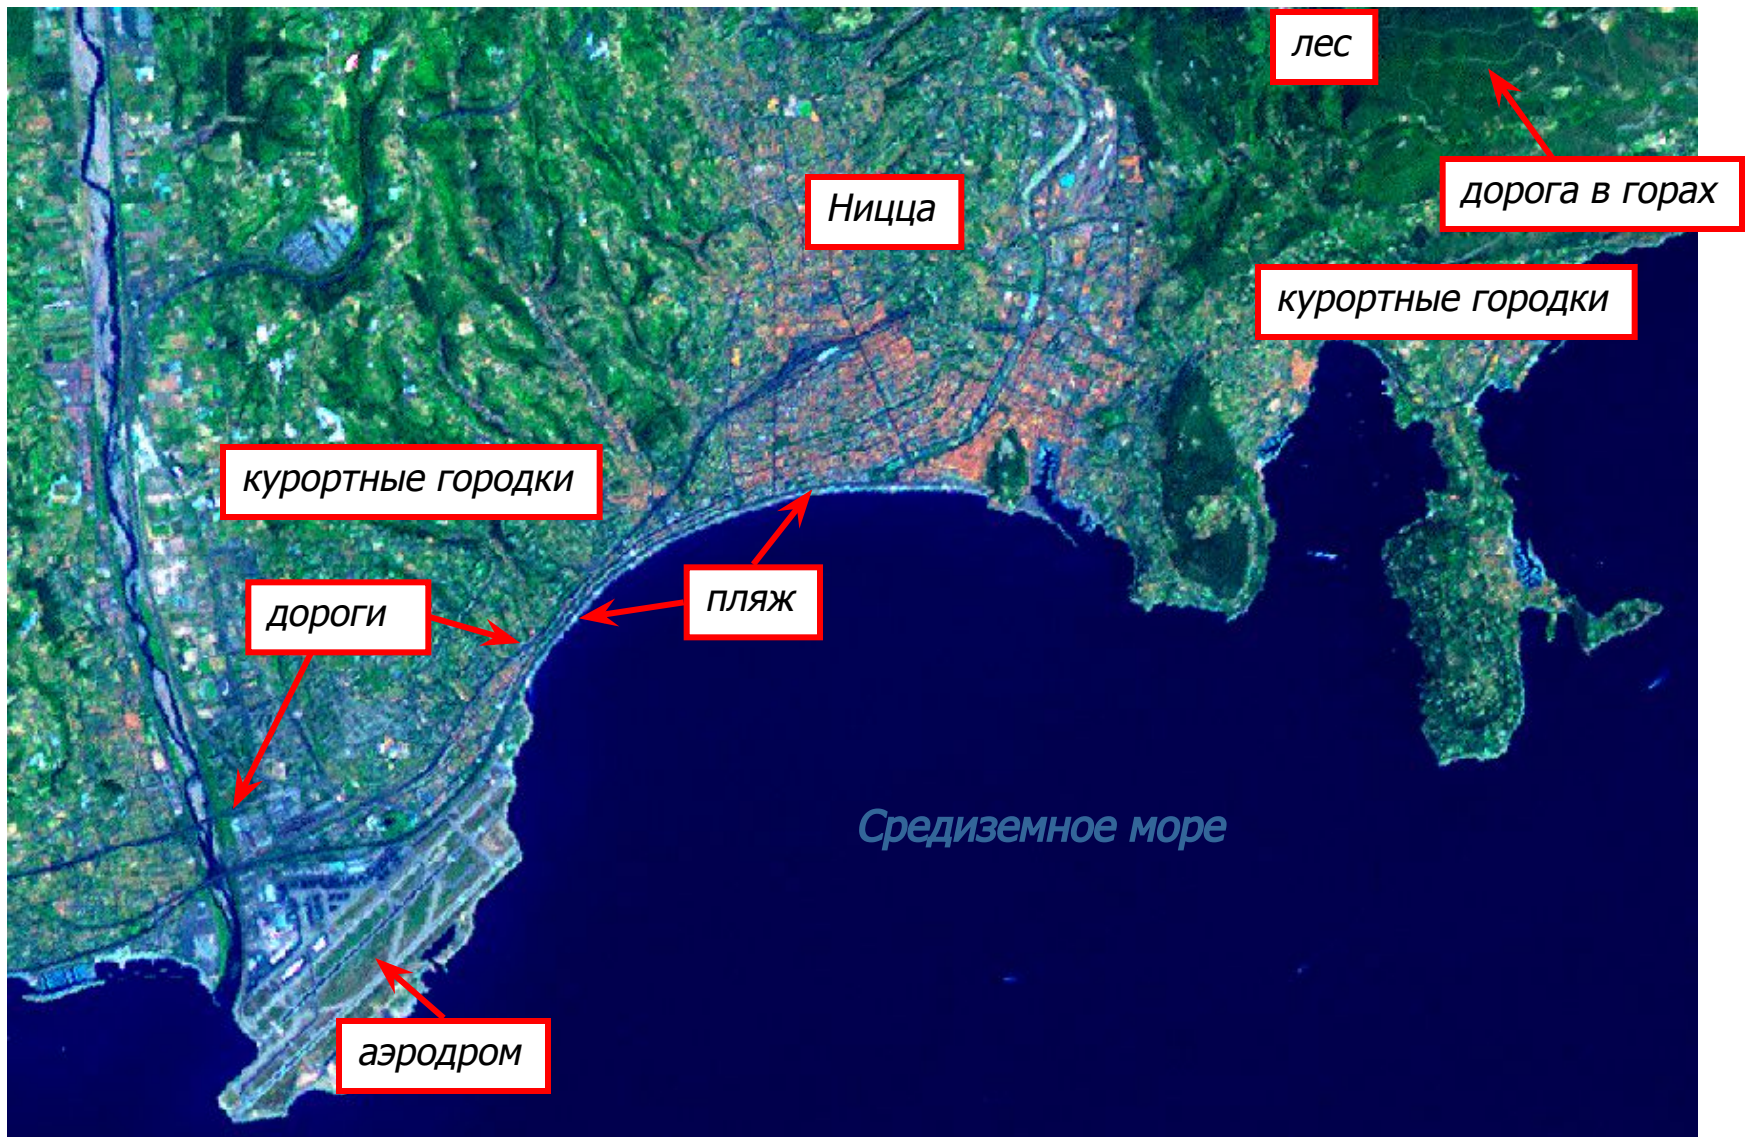 лес
дорога в горах
Ницца
курортные городки
курортные городки
дороги
пляж
Средиземное море
аэродром